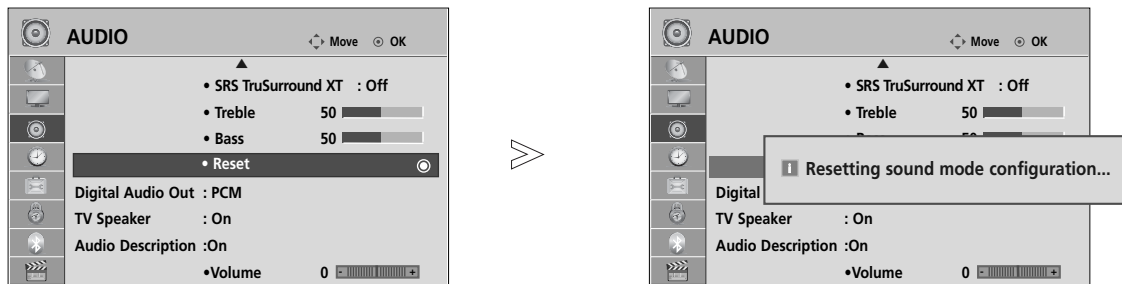 AUDIO
Move OK
• SRS TruSurround XT : Off
• Treble 50
• Bass 50
• Reset
Digital Audio Out : PCM
TV Speaker : On
Audio Description :On
•Volume 0 - +
AUDIO
Move OK
• SRS TruSurround XT : Off
• Treble 50
i Resetting sound mode configuration...
Digital
TV Speaker : On
Audio Description :On
•Volume 0 - +